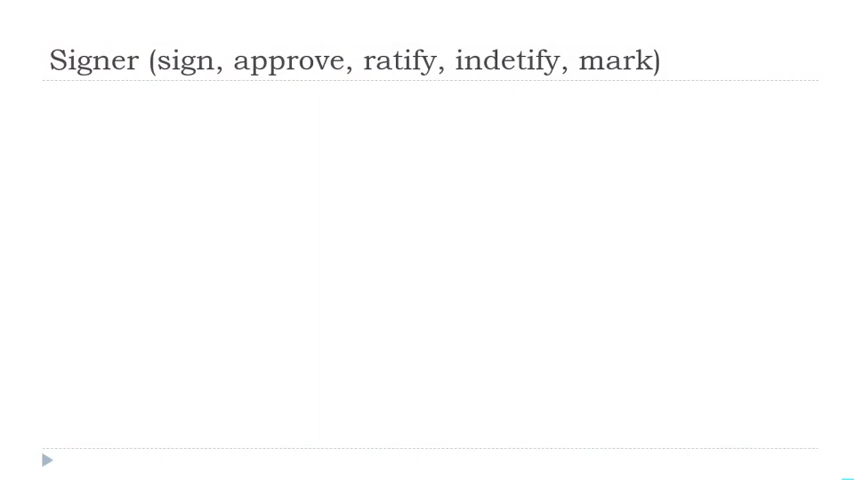 Signer (sign, approve, ratify, indetify, mark)